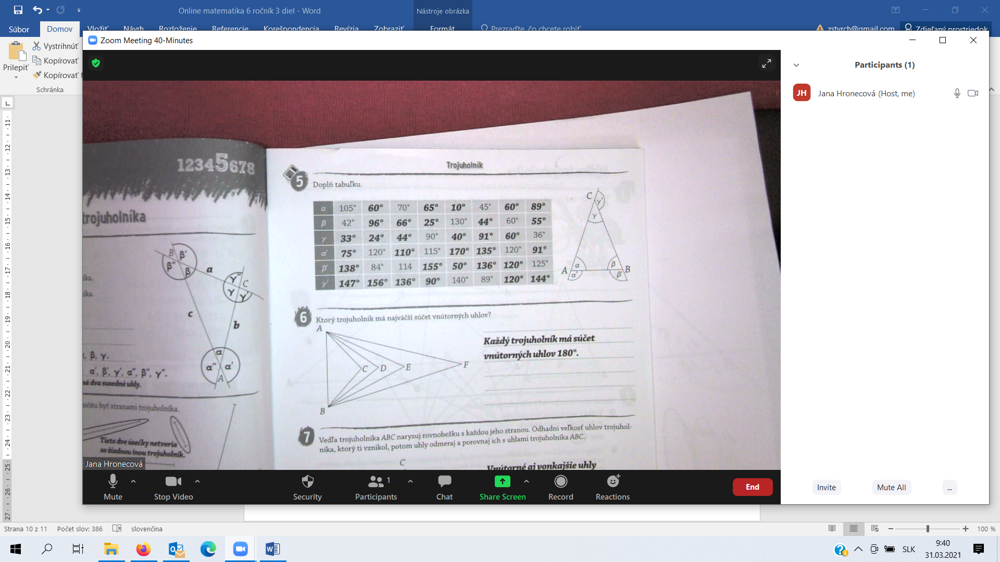 Online matematika 6 ročník 3 diel - Word
Nástroje obrázka
Súbor
Domov
Vložiť
Návrh
Rozloženie
Referencie
Korešpondencia
Revízia
Zobraziť
Formát
Prezraďte, čo chcete robiť
zstyrch@gmail.com
Zdieľaný prostriedok
Prilepiť
Vystrihnúť
Kopírovať
Kopírovať f
Schránka
Zoom Meeting 40-Minutes
Participants (1)
JH
Jana Hronecová (Host, me)
12345678
trojuholníka
B β'
β'' β a
γ'' C
γ γ'
c
b
α
α'' α'
A
, β, γ.
α', β', γ', α'', β'', γ''.
má dva susedné uhly.
môžu byť stranami trojuholníka.
Tieto dve úsečky netvoria
so žiadnou inou trojuholník.
Trojuholník
5 Doplň tabuľku.
α 105° 60° 70° 65° 10° 45° 60° 89°
β 42° 96° 66° 25° 130° 44° 60° 55°
γ 33° 24° 44° 90° 40° 91° 60° 36°
α' 75° 120° 110° 115° 170° 135° 120° 91°
β' 138° 84° 114 155° 50° 136° 120° 125°
γ' 147° 156° 136° 90° 140° 89° 120° 144°
C γ'
γ
A α β B
α' β'
6 Ktorý trojuholník má najväčší súčet vnútorných uhlov?
A
C D E F
B
Každý trojuholník má súčet
vnútorných uhlov 180°.
7 Vedľa trojuholníka ABC narysuj rovnobežku s každou jeho stranou. Odhadni veľkosť uhlov trojuhol-
níka, ktorý ti vznikol, potom uhly odmeraj a porovnaj ich s uhlami trojuholníka ABC.
C
Vnútorné aj vonkajšie uhly
Jana Hronecová
Mute
Stop Video
Security
1
Participants
Chat
Share Screen
Record
Reactions
End
Invite
Mute All
...
Strana 10 z 11
Počet slov: 386
slovenčina
100 %
SLK
9:40
31.03.2021